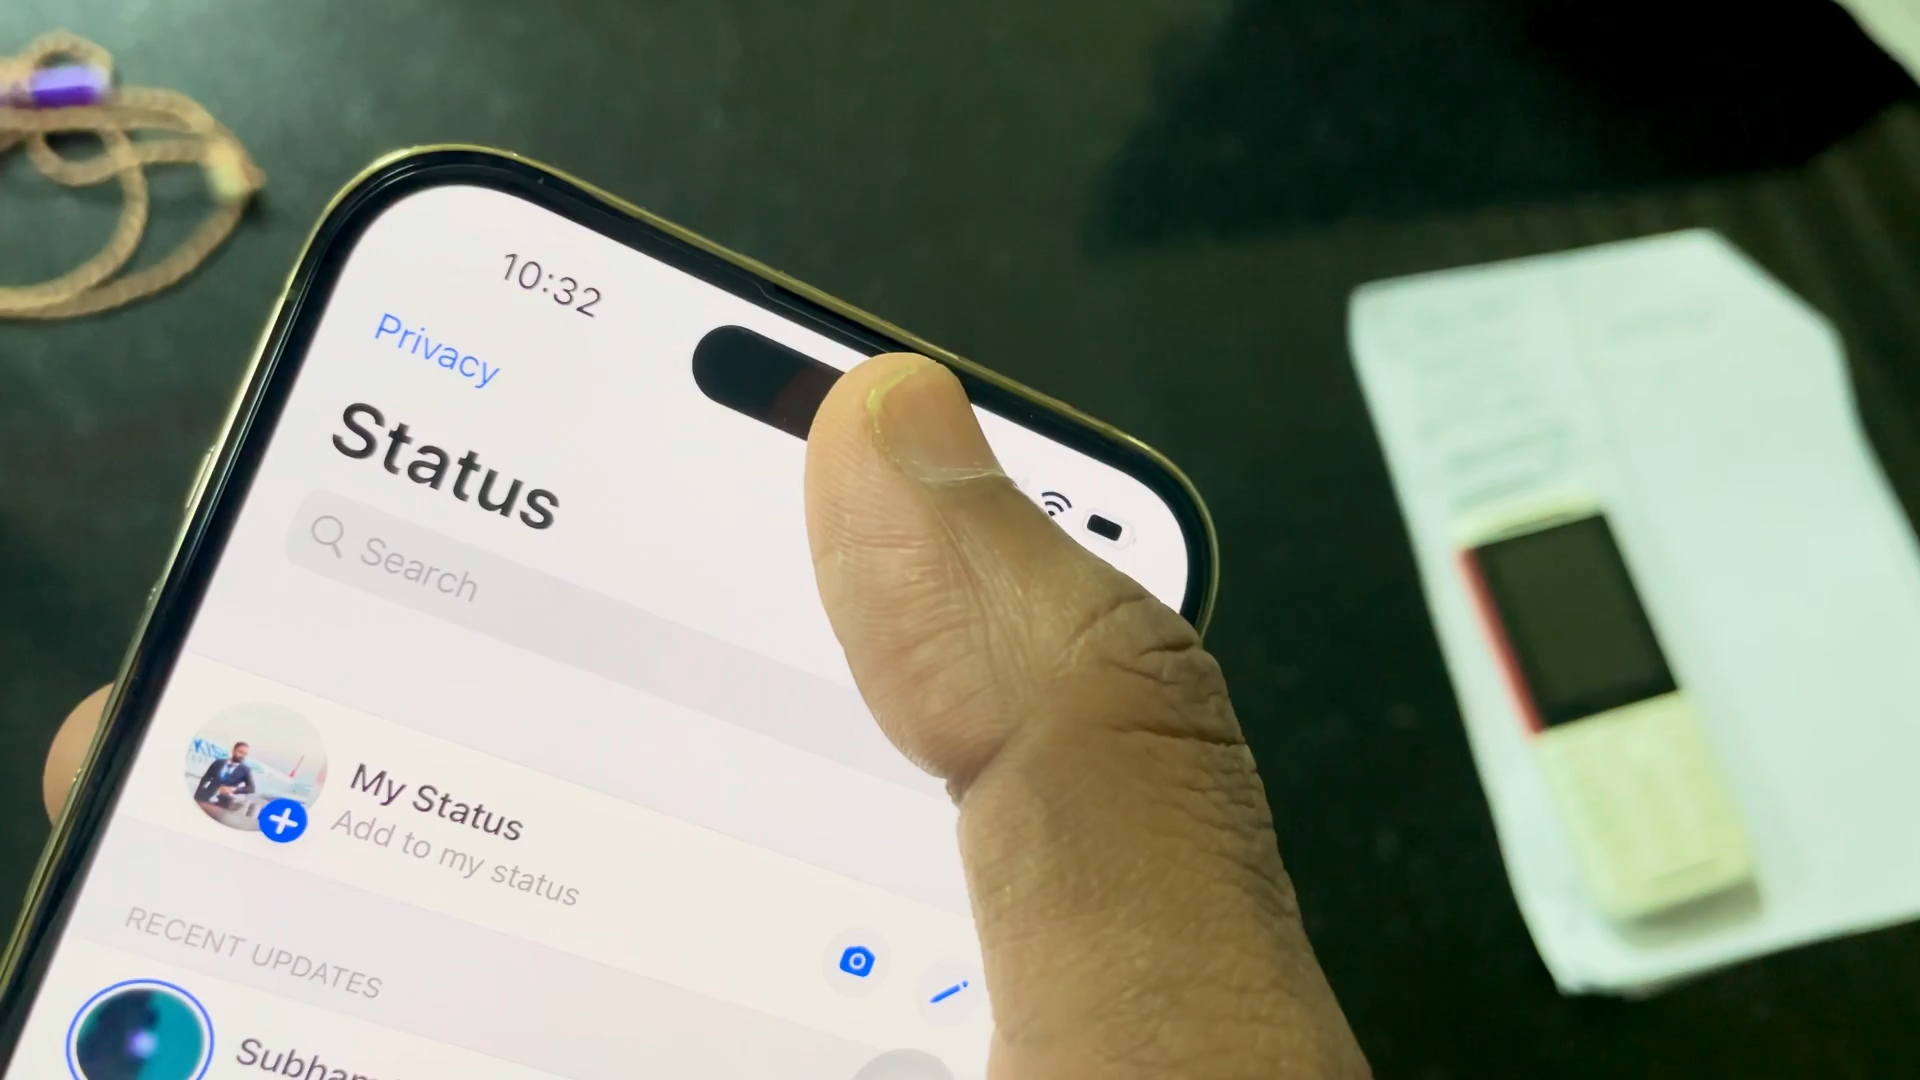 10:32
Privacy
Status
Search
My Status
Add to my status
RECENT UPDATES